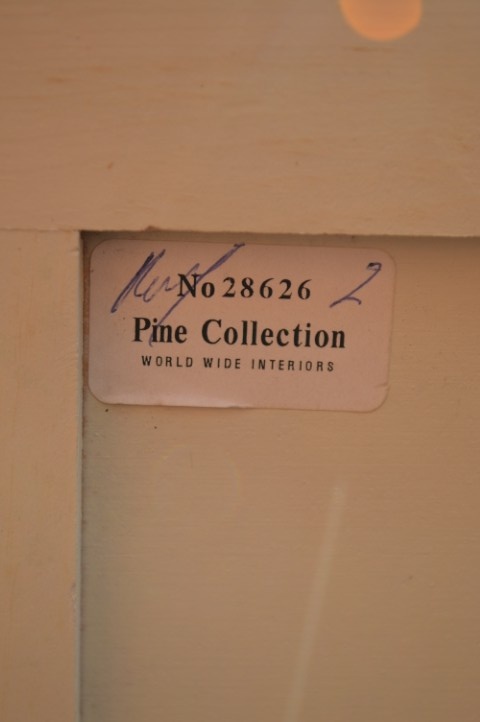 No 28626 2
Pine Collection
WORLD WIDE INTERIORS